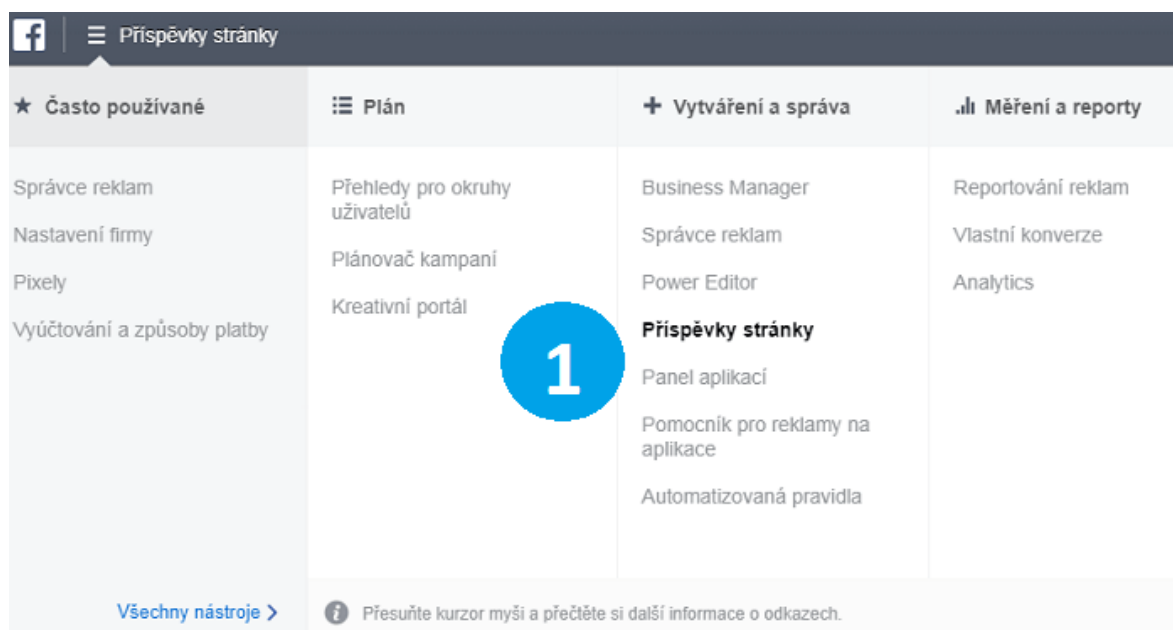 f
Příspěvky stránky
Často používané
Správce reklam
Nastavení firmy
Pixely
Vyúčtování a způsoby platby
Všechny nástroje
Plán
Přehledy pro okruhy
uživatelů
Plánovač kampaní
Kreativní portál
1
Vytváření a správa
Business Manager
Správce reklam
Power Editor
Příspěvky stránky
Panel aplikací
Pomocník pro reklamy na
aplikace
Automatizovaná pravidla
Měření a reporty
Reportování reklam
Vlastní konverze
Analytics
Přesuňte kurzor myši a přečtěte si další informace o odkazech.